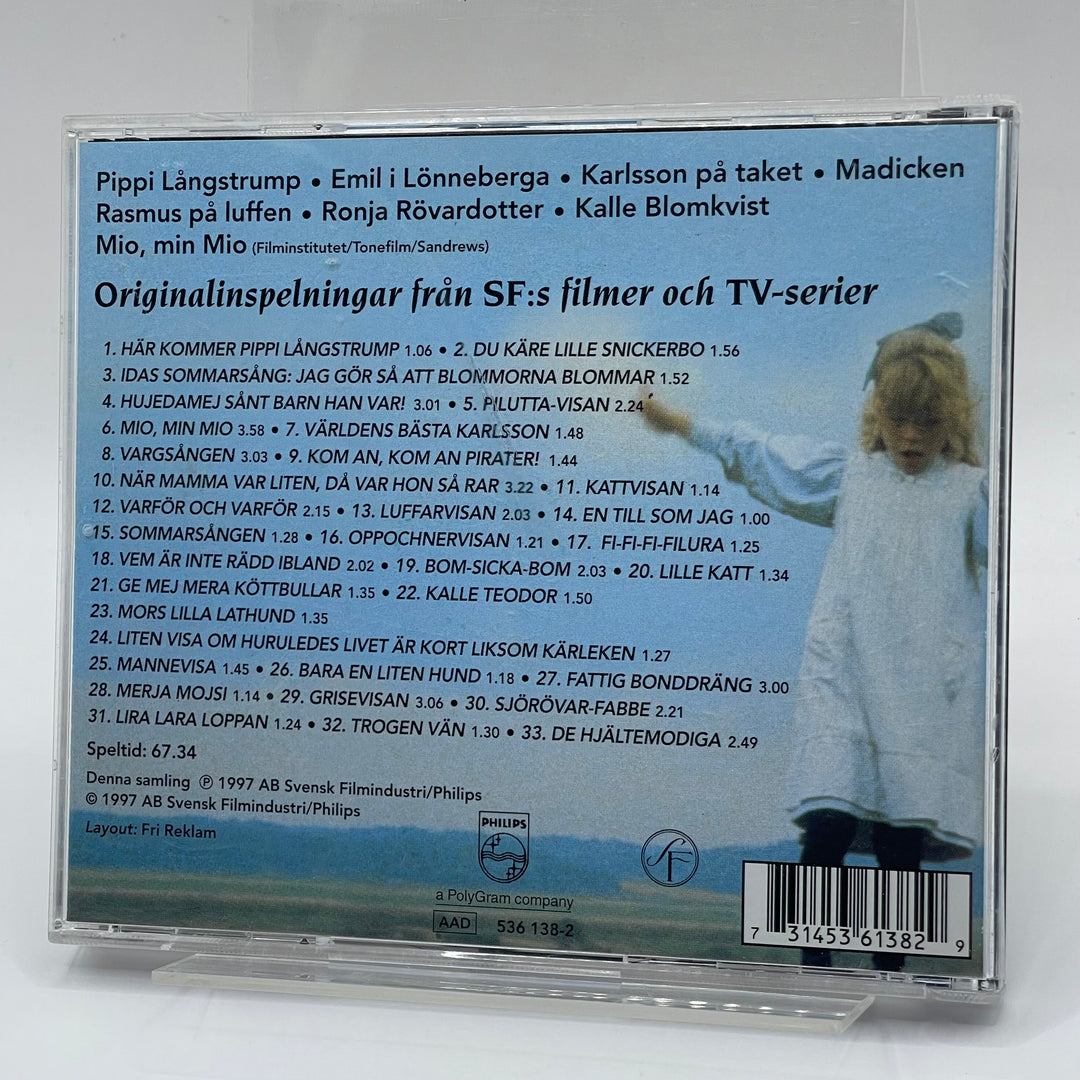 Pippi Långstrump • Emil i Lönneberga • Karlsson på taket • Madicken
Rasmus på luffen • Ronja Rövardotter • Kalle Blomkvist
Mio, min Mio (Filminstitutet/Tonefilm/Sandrews)
Originalinspelningar från SF:s filmer och TV-serier
1. HÄR KOMMER PIPPI LÅNGSTRUMP 1.06 • 2. DU KÄRE LILLE SNICKERBO 1.56
3. IDAS SOMMARSÅNG: JAG GÖR SÅ ATT BLOMMORNA BLOMMAR 1.52
4. HUJEDAMEJ SÅNT BARN HAN VAR! 3.01 • 5. PILUTTA-VISAN 2.24
6. MIO, MIN MIO 3.58 • 7. VÄRLDENS BÄSTA KARLSSON 1.48
8. VARGSÅNGEN 3.03 • 9. KOM AN, KOM AN PIRATER! 1.44
10. NÄR MAMMA VAR LITEN, DÅ VAR HON SÅ RAR 3.22 • 11. KATTVISAN 1.14
12. VARFÖR OCH VARFÖR 2.15 • 13. LUFFARVISAN 2.03 • 14. EN TILL SOM JAG 1.00
15. SOMMARSÅNGEN 1.28 • 16. OPPOCHNERVISAN 1.21 • 17. FI-FI-FI-FILURA 1.25
18. VEM ÄR INTE RÄDD IBLAND 2.02 • 19. BOM-SICKA-BOM 2.03 • 20. LILLE KATT 1.34
21. GE MEJ MERA KÖTTBULLAR 1.35 • 22. KALLE TEODOR 1.50
23. MORS LILLA LATHUND 1.35
24. LITEN VISA OM HURULEDES LIVET ÄR KORT LIKSOM KÄRLEKEN 1.27
25. MANNEVISA 1.45 • 26. BARA EN LITEN HUND 1.18 • 27. FATTIG BONDDRÄNG 3.00
28. MERJA MOJSI 1.14 • 29. GRISEVISAN 3.06 • 30. SJÖRÖVAR-FABBE 2.21
31. LIRA LARA LOPPAN 1.24 • 32. TROGEN VÄN 1.30 • 33. DE HJÄLTEMODIGA 2.49
Speltid: 67.34
Denna samling ℗ 1997 AB Svensk Filmindustri/Philips
© 1997 AB Svensk Filmindustri/Philips
Layout: Fri Reklam
PHILIPS
SF
a PolyGram company
AAD 536 138-2
7 31453 61382 9